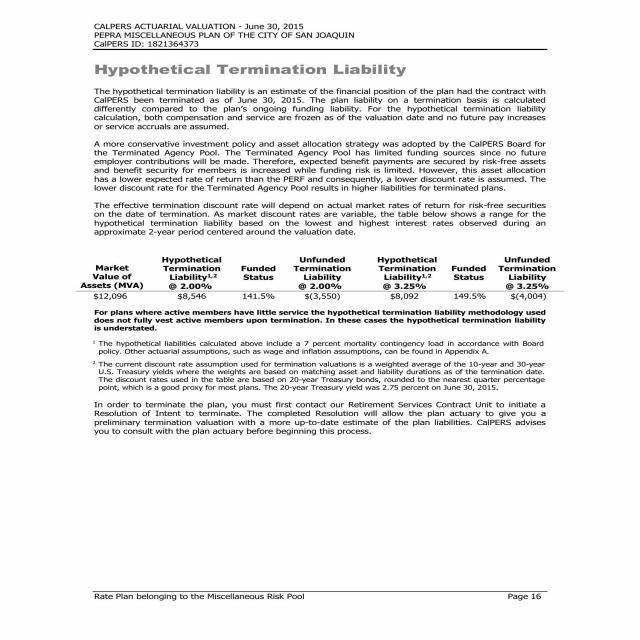 CALPERS ACTUARIAL VALUATION - June 30, 2015
PEPRA MISCELLANEOUS PLAN OF THE CITY OF SAN JOAQUIN
CalPERS ID: 1821364373
Hypothetical Termination Liability
The hypothetical termination liability is an estimate of the financial position of the plan had the contract with
CalPERS been terminated as of June 30, 2015. The plan liability on a termination basis is calculated
differently compared to the plan's ongoing funding liability. For the hypothetical termination liability
calculation, both compensation and service are frozen as of the valuation date and no future pay increases
or service accruals are assumed.
A more conservative investment policy and asset allocation strategy was adopted by the CalPERS Board for
the Terminated Agency Pool. The Terminated Agency Pool has limited funding sources since no future
employer contributions will be made. Therefore, expected benefit payments are secured by risk-free assets
and benefit security for members is increased while funding risk is limited. However, this asset allocation
has a lower expected rate of return than the PERF and consequently, a lower discount rate is assumed. The
lower discount rate for the Terminated Agency Pool results in higher liabilities for terminated plans.
The effective termination discount rate will depend on actual market rates of return for risk-free securities
on the date of termination. As market discount rates are variable, the table below shows a range for the
hypothetical termination liability based on the lowest and highest interest rates observed during an
approximate 2-year period centered around the valuation date.
Market Value of Assets (MVA) Hypothetical Termination Liability1,2 @ 2.00% Funded Status Unfunded Termination Liability @ 2.00% Hypothetical Termination Liability1,2 @ 3.25% Funded Status Unfunded Termination Liability @ 3.25%
$12,096 $8,546 141.5% $(3,550) $8,092 149.5% $(4,004)
For plans where active members have little service the hypothetical termination liability methodology used
does not fully vest active members upon termination. In these cases the hypothetical termination liability
is understated.
1 The hypothetical liabilities calculated above include a 7 percent mortality contingency load in accordance with Board
policy. Other actuarial assumptions, such as wage and inflation assumptions, can be found in Appendix A.
2 The current discount rate assumption used for termination valuations is a weighted average of the 10-year and 30-year
U.S. Treasury yields where the weights are based on matching asset and liability durations as of the termination date.
The discount rates used in the table are based on 20-year Treasury bonds, rounded to the nearest quarter percentage
point, which is a good proxy for most plans. The 20-year Treasury yield was 2.75 percent on June 30, 2015.
In order to terminate the plan, you must first contact our Retirement Services Contract Unit to initiate a
Resolution of Intent to terminate. The completed Resolution will allow the plan actuary to give you a
preliminary termination valuation with a more up-to-date estimate of the plan liabilities. CalPERS advises
you to consult with the plan actuary before beginning this process.
Rate Plan belonging to the Miscellaneous Risk Pool Page 16